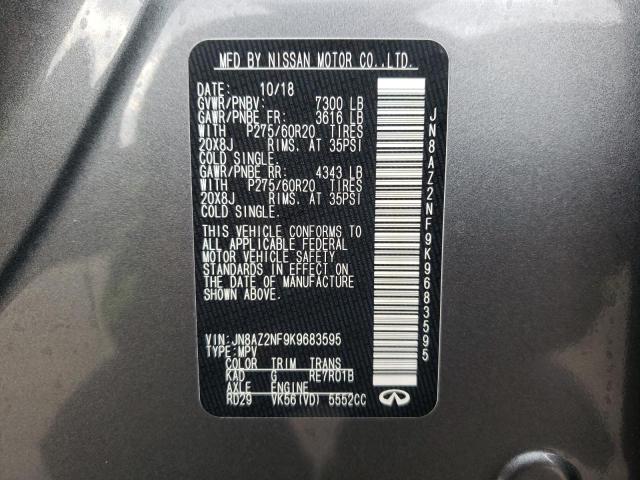 MFD BY NISSAN MOTOR CO.,LTD.
DATE: 10/18
GVWR/PNBV: 7300 LB
GAWR/PNBE FR: 3616 LB
WITH P275/60R20 TIRES
20X8J RIMS, AT 35PSI
COLD SINGLE.
GAWR/PNBE RR: 4343 LB
WITH P275/60R20 TIRES
20X8J RIMS, AT 35PSI
COLD SINGLE.
THIS VEHICLE CONFORMS TO
ALL APPLICABLE FEDERAL
MOTOR VEHICLE SAFETY
STANDARDS IN EFFECT ON
THE DATE OF MANUFACTURE
SHOWN ABOVE.
VIN:JN8AZ2NF9K9683595
TYPE:MPV
COLOR TRIM TRANS
KAD G RE7R01B
AXLE ENGINE
RD29 VK56(VD) 5552CC
JN8AZ2NF9K9683595